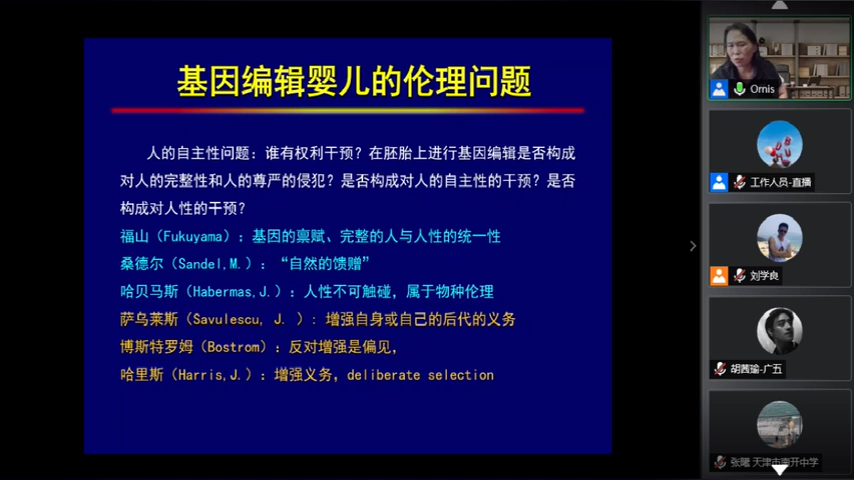 基因编辑婴儿的伦理问题
人的自主性问题：谁有权利干预？在胚胎上进行基因编辑是否构成
对人的完整性和人的尊严的侵犯？是否构成对人的自主性的干预？是否
构成对人性的干预？
福山（Fukuyama）：基因的禀赋、完整的人与人性的统一性
桑德尔（Sandel,M.）：“自然的馈赠”
哈贝马斯（Habermas,J.）：人性不可触碰，属于物种伦理
萨乌莱斯（Savulescu, J. ）：增强自身或自己的后代的义务
博斯特罗姆（Bostrom）：反对增强是偏见，
哈里斯（Harris,J.）：增强义务，deliberate selection
Omis
工作人员-直播
刘学良
胡茜瑜-广五
张曦 天津市南开中学